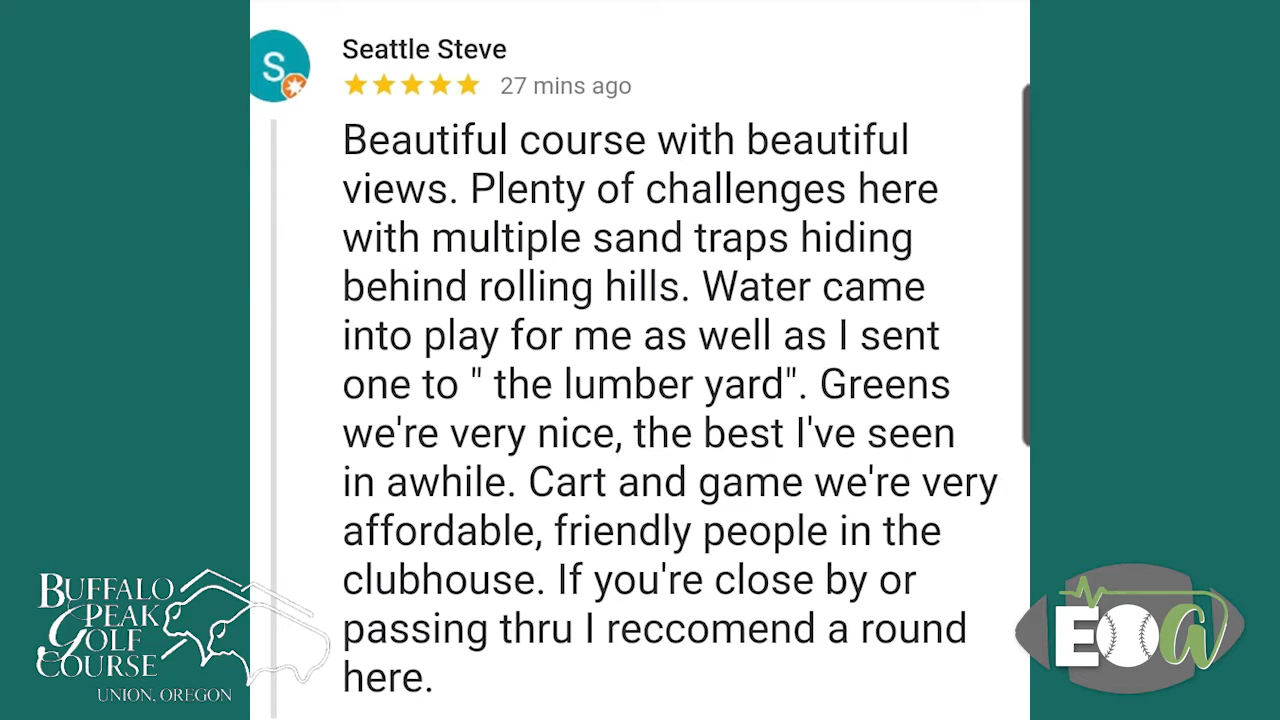 S
Seattle Steve
27 mins ago
Beautiful course with beautiful
views. Plenty of challenges here
with multiple sand traps hiding
behind rolling hills. Water came
into play for me as well as I sent
one to " the lumber yard". Greens
we're very nice, the best I've seen
in awhile. Cart and game we're very
affordable, friendly people in the
clubhouse. If you're close by or
passing thru I reccomend a round
here.
BUFFALO
PEAK
GOLF
COURSE
UNION, OREGON
EOA